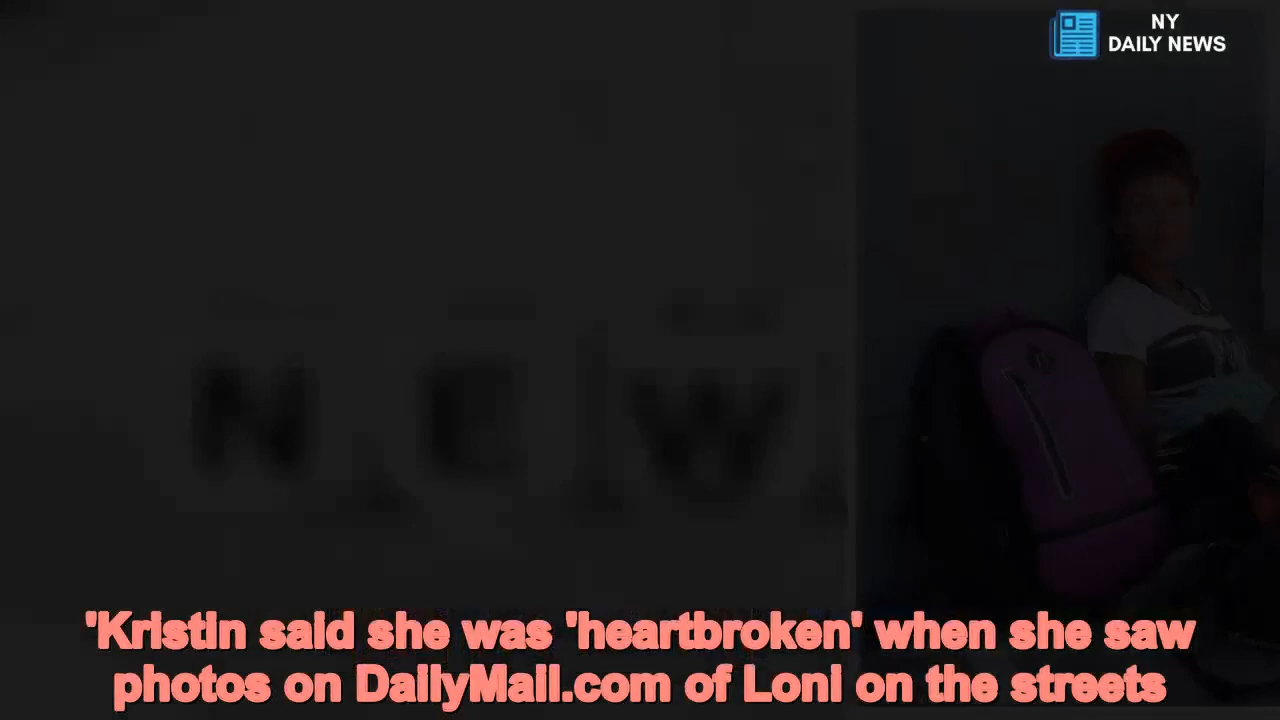 NY
DAILY NEWS
NEW
'Kristin said she was 'heartbroken' when she saw
photos on DailyMail.com of Loni on the streets